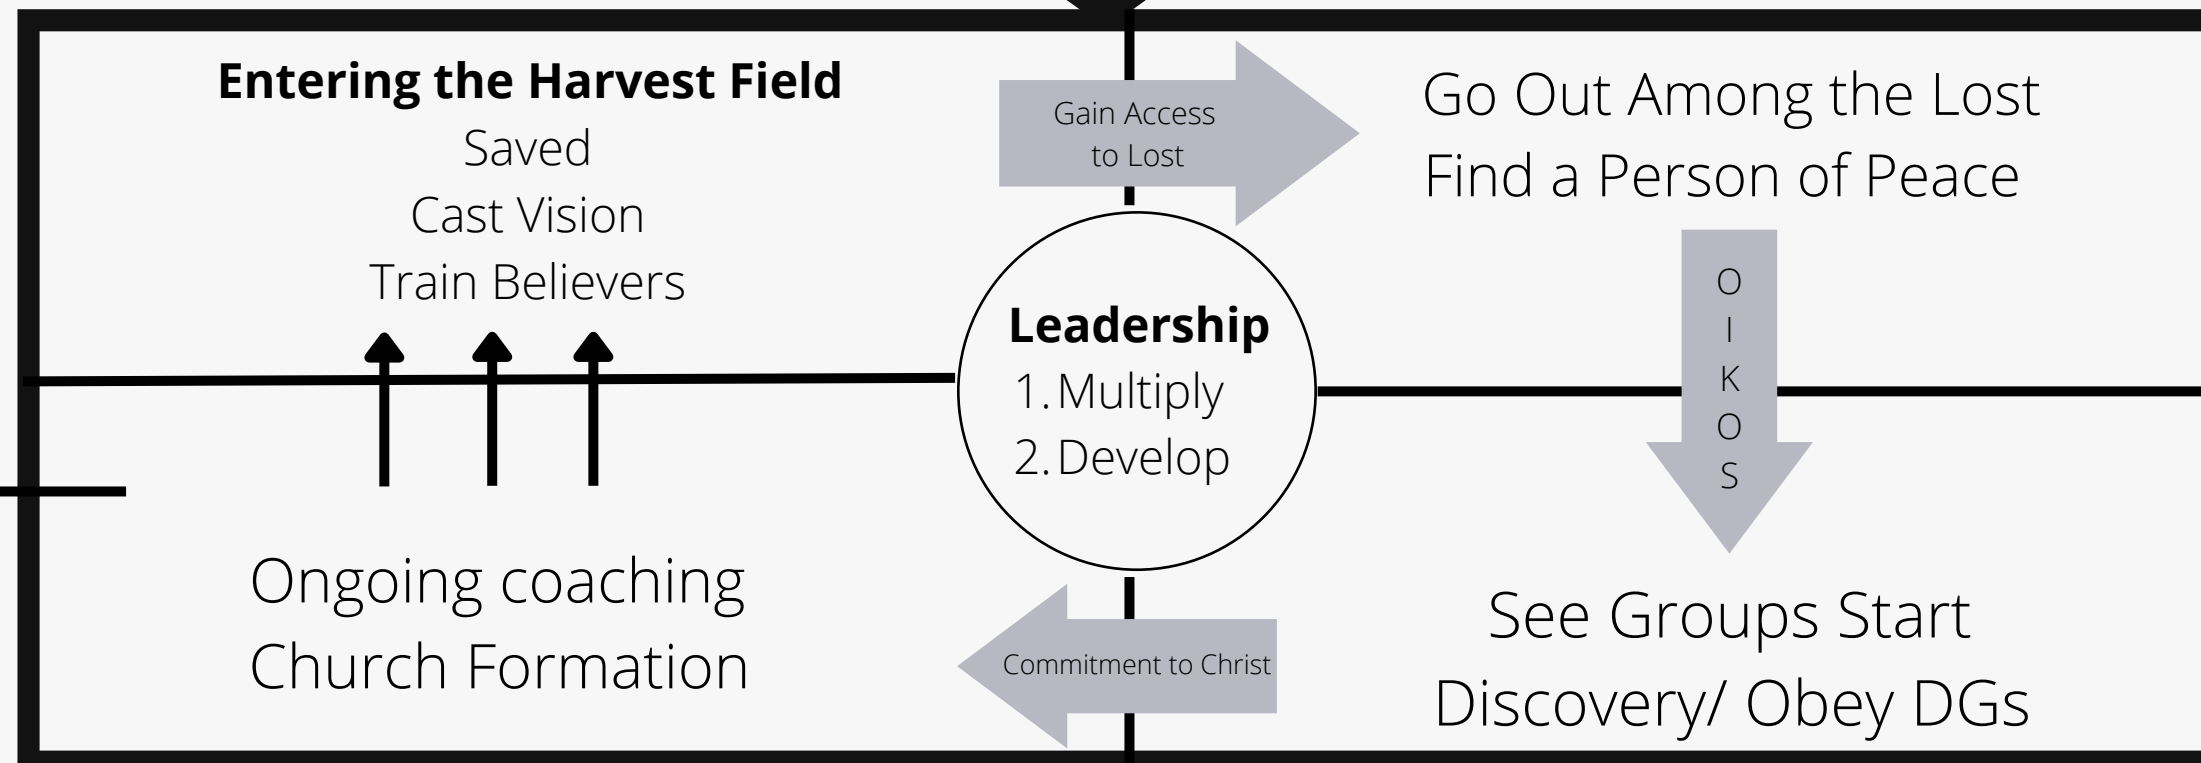 Entering the Harvest Field
Saved
Cast Vision
Train Believers
Gain Access
to Lost
Go Out Among the Lost
Find a Person of Peace
O
I
K
O
S
Leadership
1. Multiply
2. Develop
Ongoing coaching
Church Formation
Commitment to Christ
See Groups Start
Discovery/ Obey DGs